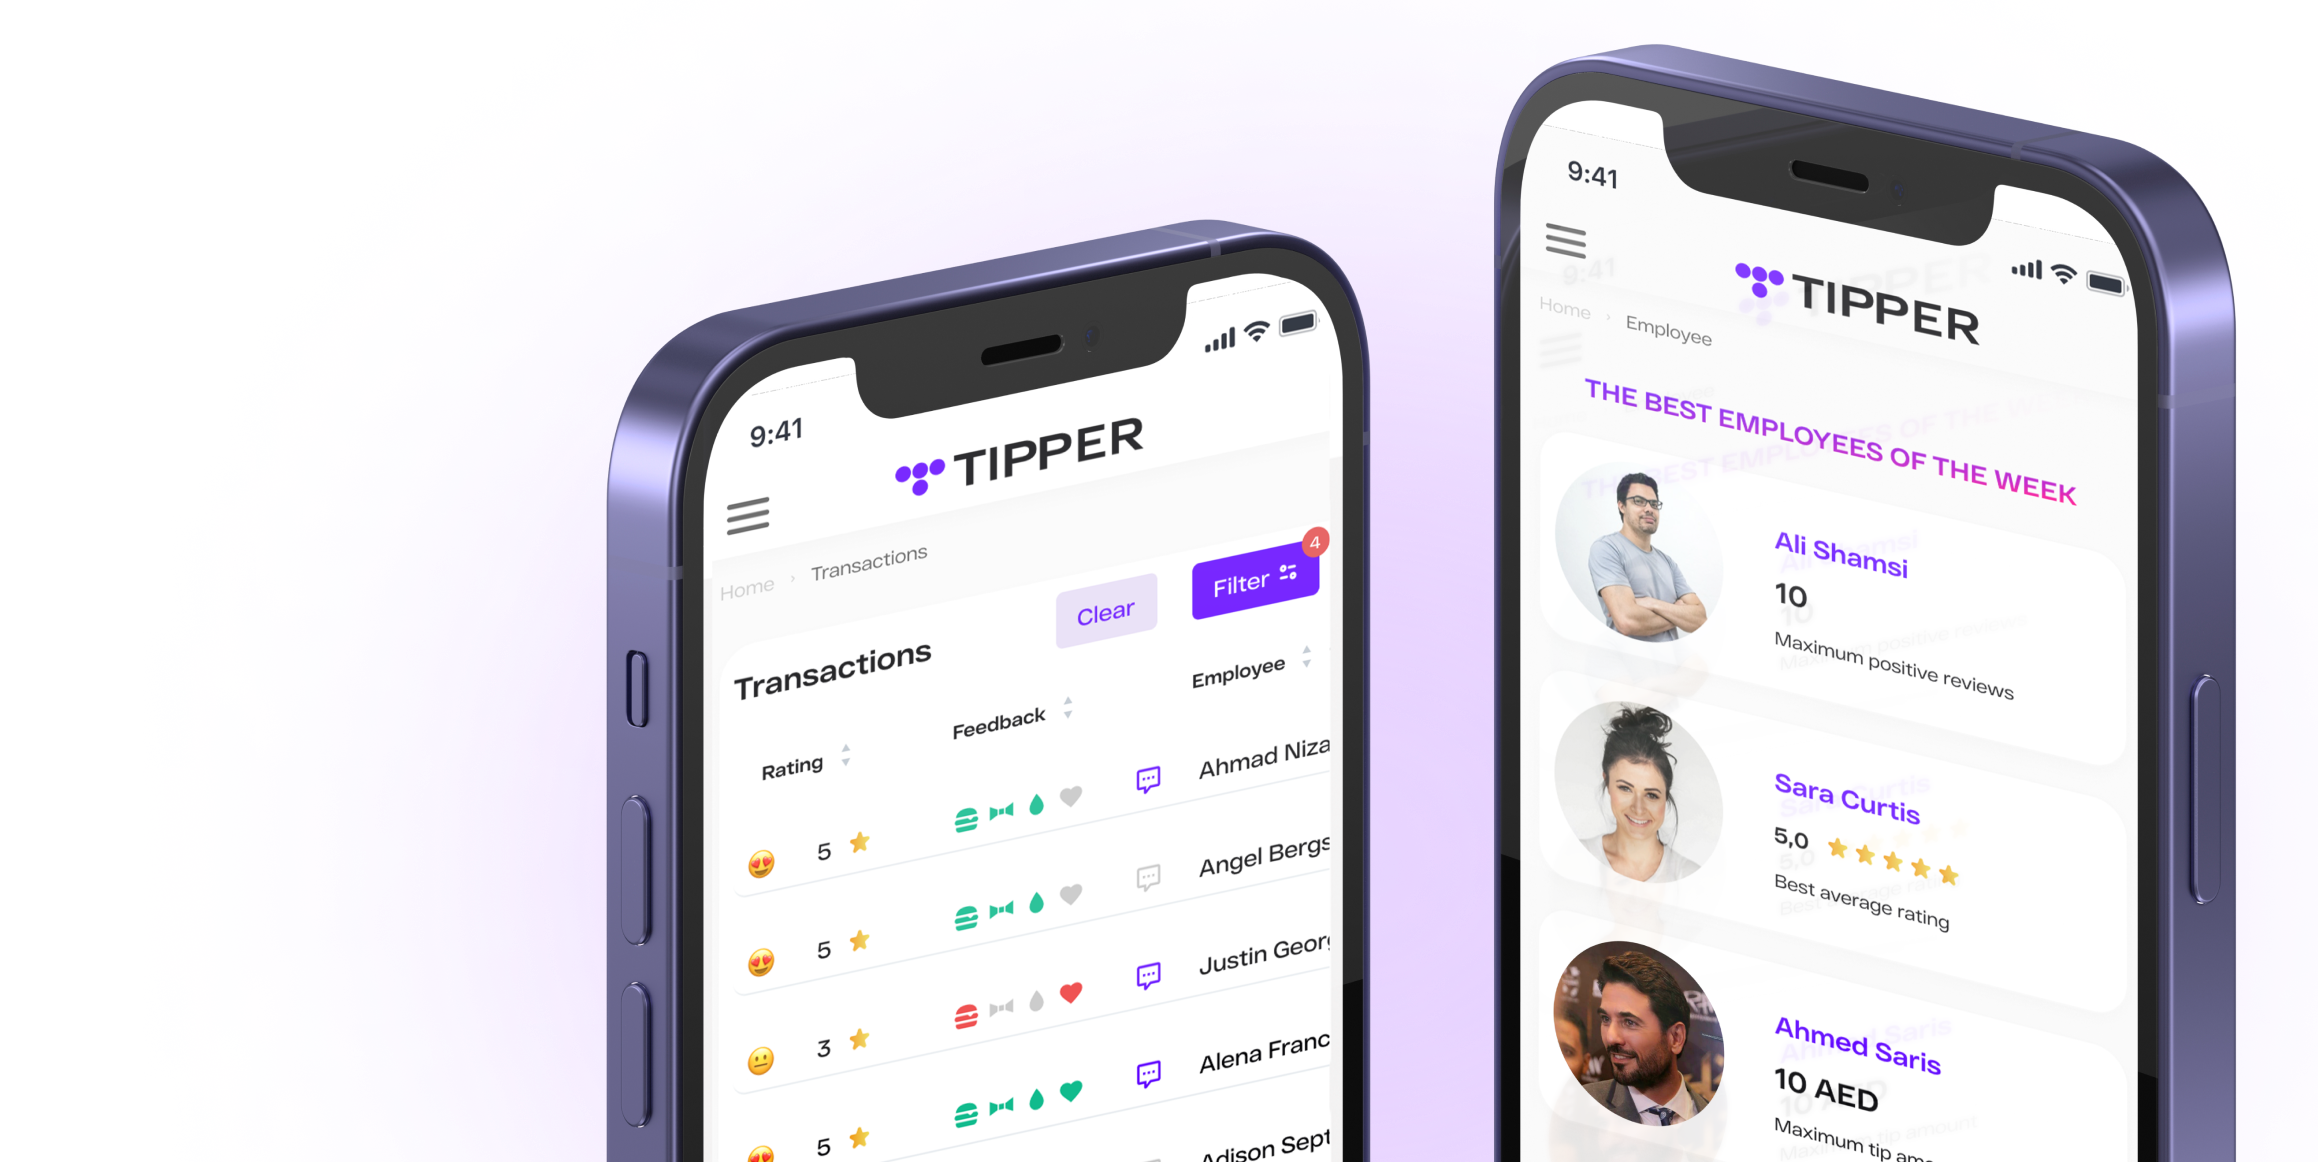 9:41
TIPPER
Home › Transactions
Clear
Filter
4
Transactions
Rating
Feedback
Employee
5
Ahmad Niza
5
Angel Bergs
3
Justin Geor
5
Alena Franc
Adison Sept
9:41
TIPPER
Home › Employee
THE BEST EMPLOYEES OF THE WEEK
Ali Shamsi
10
Maximum positive reviews
Sara Curtis
5,0
Best average rating
Ahmed Saris
10 AED
Maximum tip amo